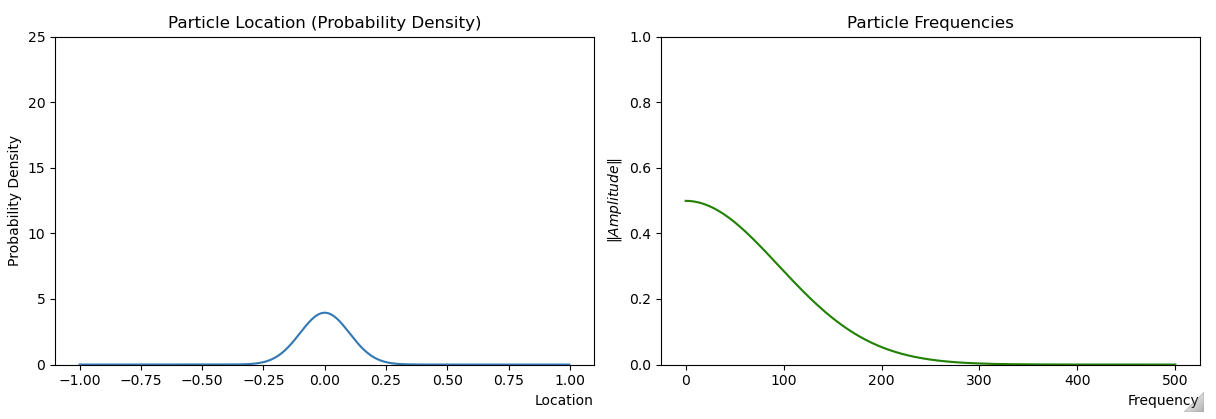 Particle Location (Probability Density)
25
20
15
10
5
0
Probability Density
−1.00 −0.75 −0.50 −0.25 0.00 0.25 0.50 0.75 1.00
Location
Particle Frequencies
1.0
0.8
0.6
0.4
0.2
0.0
‖Amplitude‖
0 100 200 300 400 500
Frequency